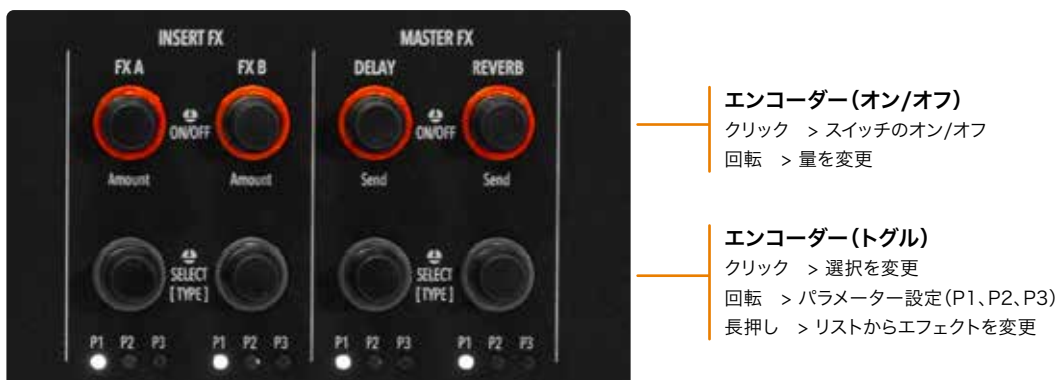 INSERT FX
MASTER FX
FX A
FX B
DELAY
REVERB
ON/OFF
ON/OFF
Amount
Amount
Send
Send
SELECT
[TYPE]
SELECT
[TYPE]
P1 P2 P3
P1 P2 P3
P1 P2 P3
P1 P2 P3
エンコーダー(オン/オフ)
クリック > スイッチのオン/オフ
回転 > 量を変更
エンコーダー(トグル)
クリック > 選択を変更
回転 > パラメーター設定(P1、P2、P3)
長押し > リストからエフェクトを変更